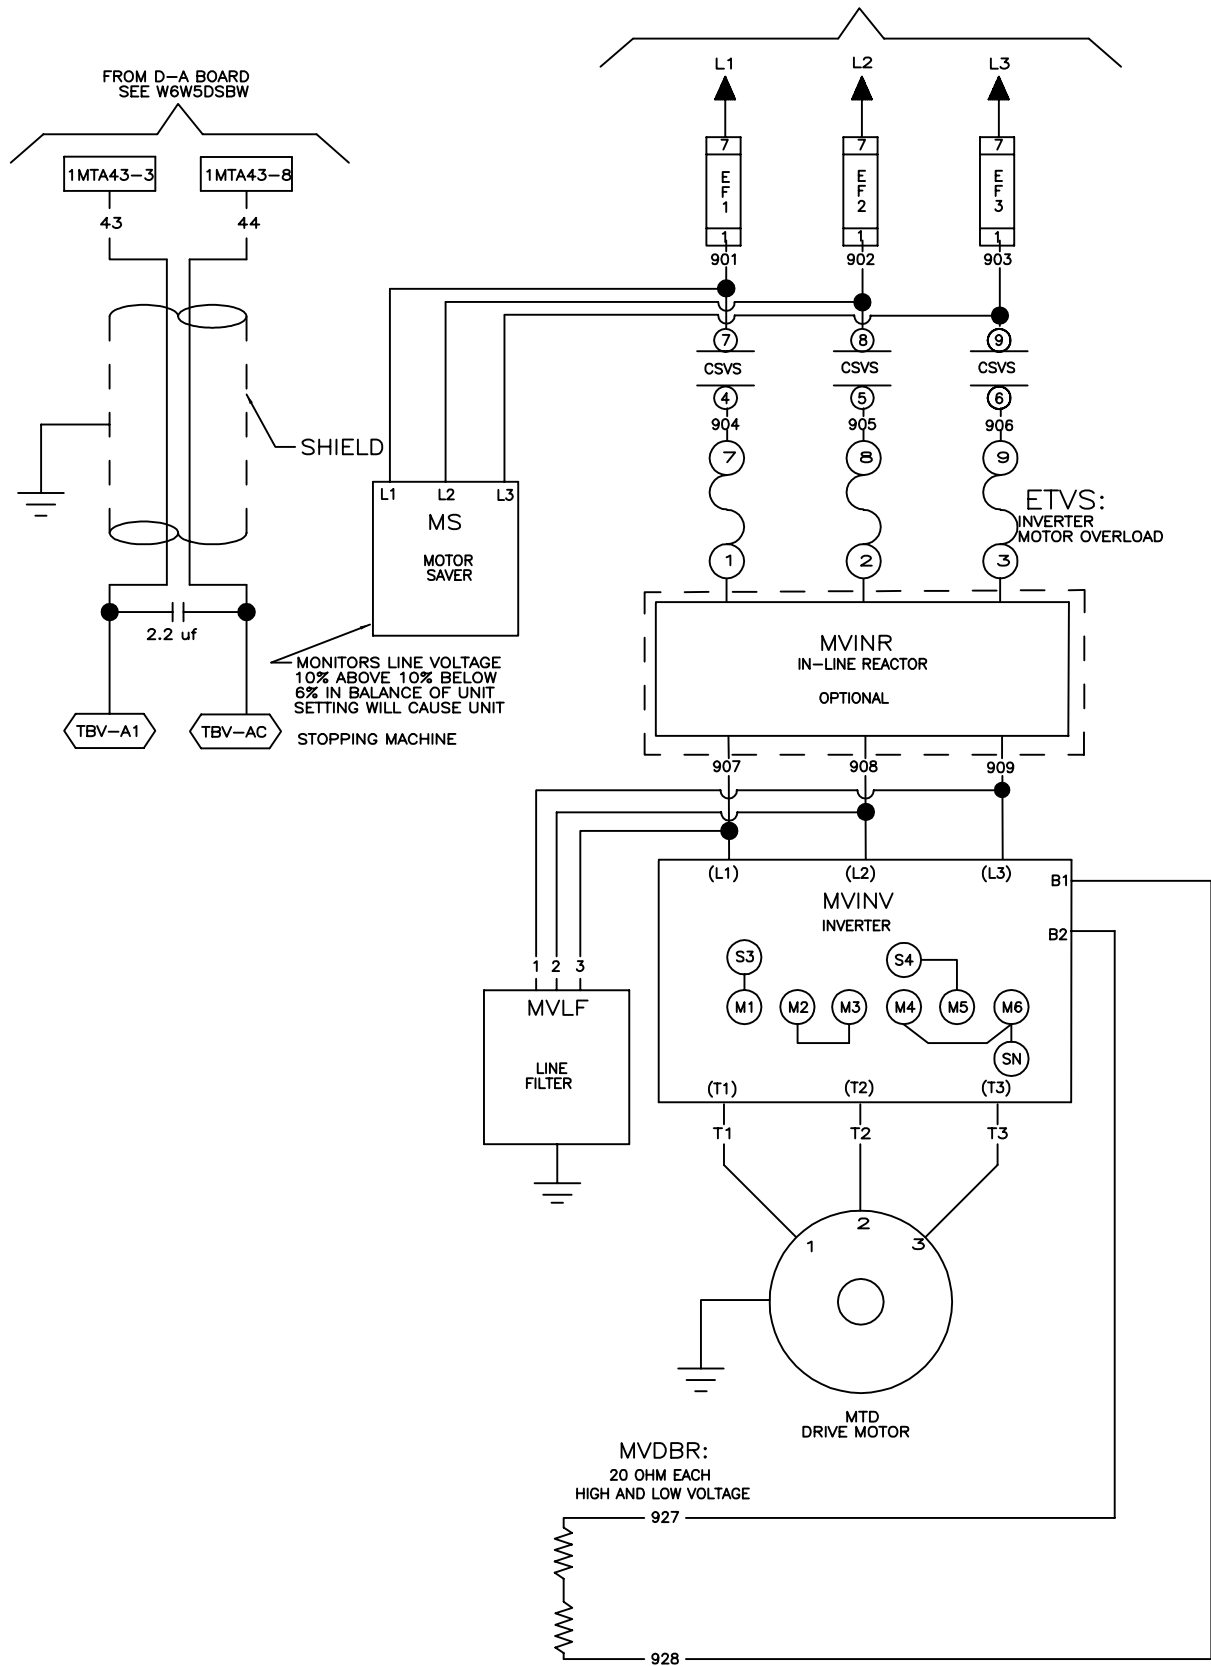 FROM D-A BOARD
SEE W6W5DSBW
1MTA43-3
1MTA43-8
43
44
SHIELD
2.2 uf
TBV-A1
TBV-AC
L1
L2
L3
7
7
7
EF1
EF2
EF3
1
1
1
901
902
903
7
8
9
CSVS
CSVS
CSVS
4
5
6
904
905
906
7
8
9
ETVS:
INVERTER
MOTOR OVERLOAD
1
2
3
L1
L2
L3
MS
MOTOR
SAVER
MONITORS LINE VOLTAGE
10% ABOVE 10% BELOW
6% IN BALANCE OF UNIT
SETTING WILL CAUSE UNIT
STOPPING MACHINE
MVINR
IN-LINE REACTOR
OPTIONAL
907
908
909
(L1)
(L2)
(L3)
B1
MVINV
INVERTER
B2
S3
S4
M1
M2
M3
M4
M5
M6
SN
(T1)
(T2)
(T3)
1
2
3
MVLF
LINE
FILTER
T1
T2
T3
1
2
3
MTD
DRIVE MOTOR
MVDBR:
20 OHM EACH
HIGH AND LOW VOLTAGE
927
928